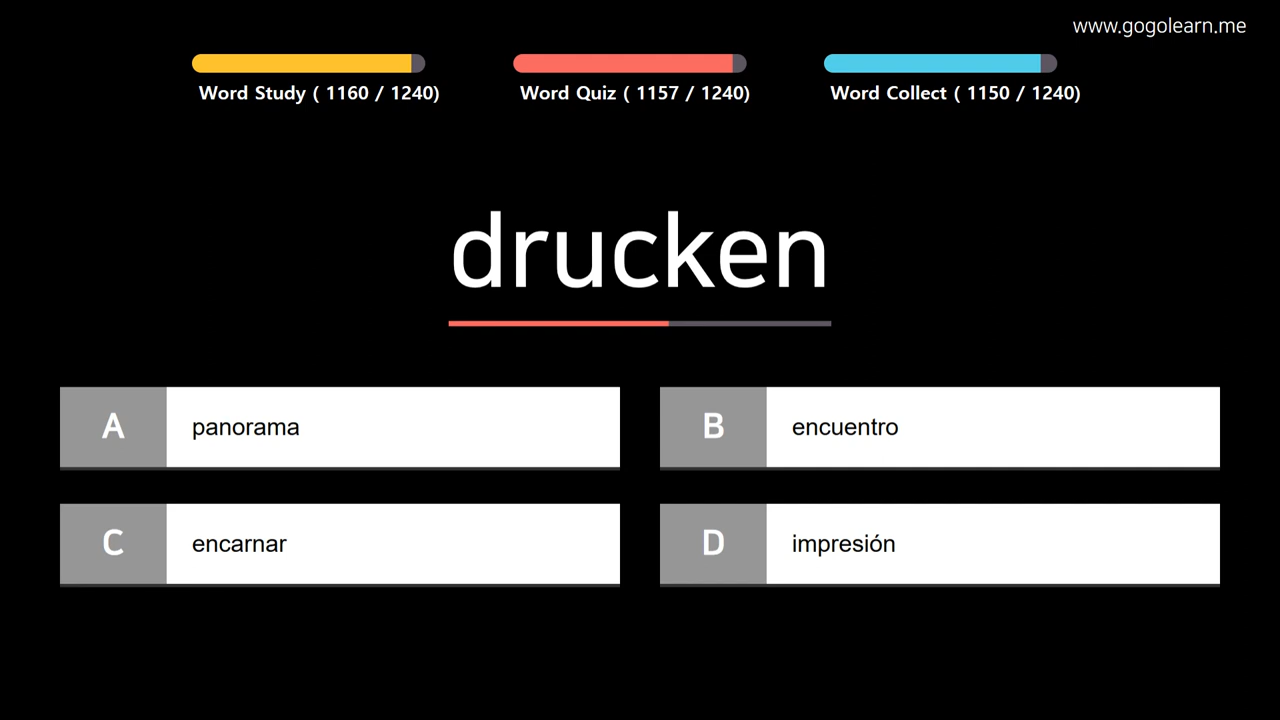 www.gogolearn.me
Word Study ( 1160 / 1240)
Word Quiz ( 1157 / 1240)
Word Collect ( 1150 / 1240)
drucken
A panorama
B encuentro
C encarnar
D impresión